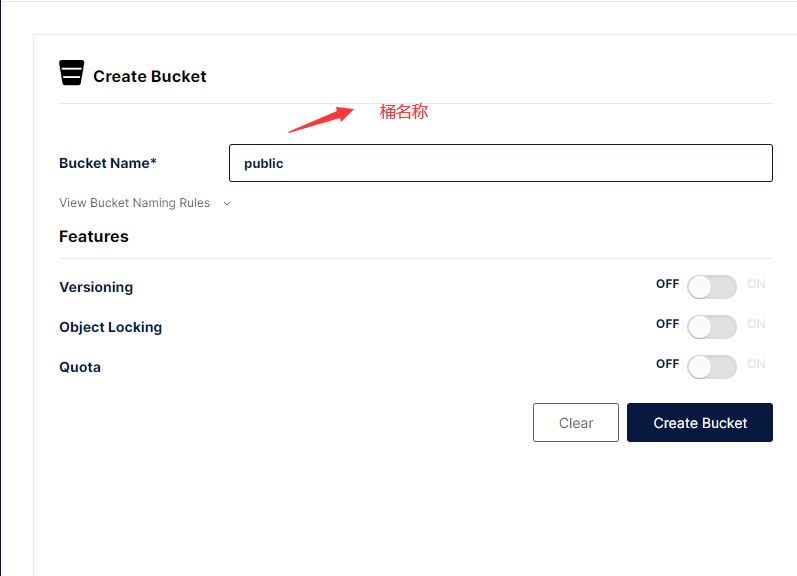 Create Bucket
桶名称
Bucket Name*
public
View Bucket Naming Rules
Features
Versioning OFF ON
Object Locking OFF ON
Quota OFF ON
Clear Create Bucket